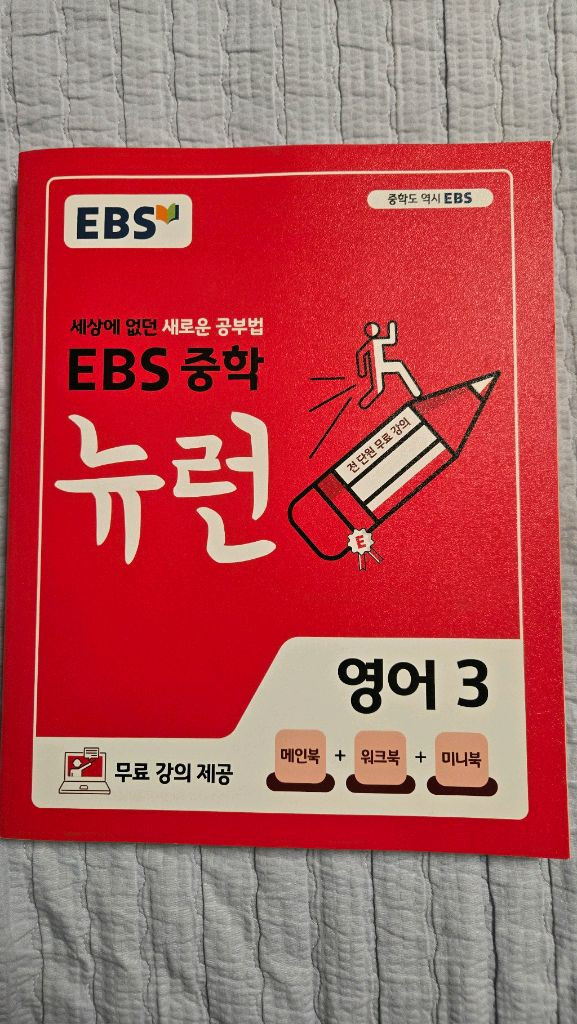 EBS
중학도 역시 EBS
세상에 없던 새로운 공부법
EBS 중학
뉴런
전 단원 무료 강의
E
영어 3
메인북 + 워크북 + 미니북
무료 강의 제공